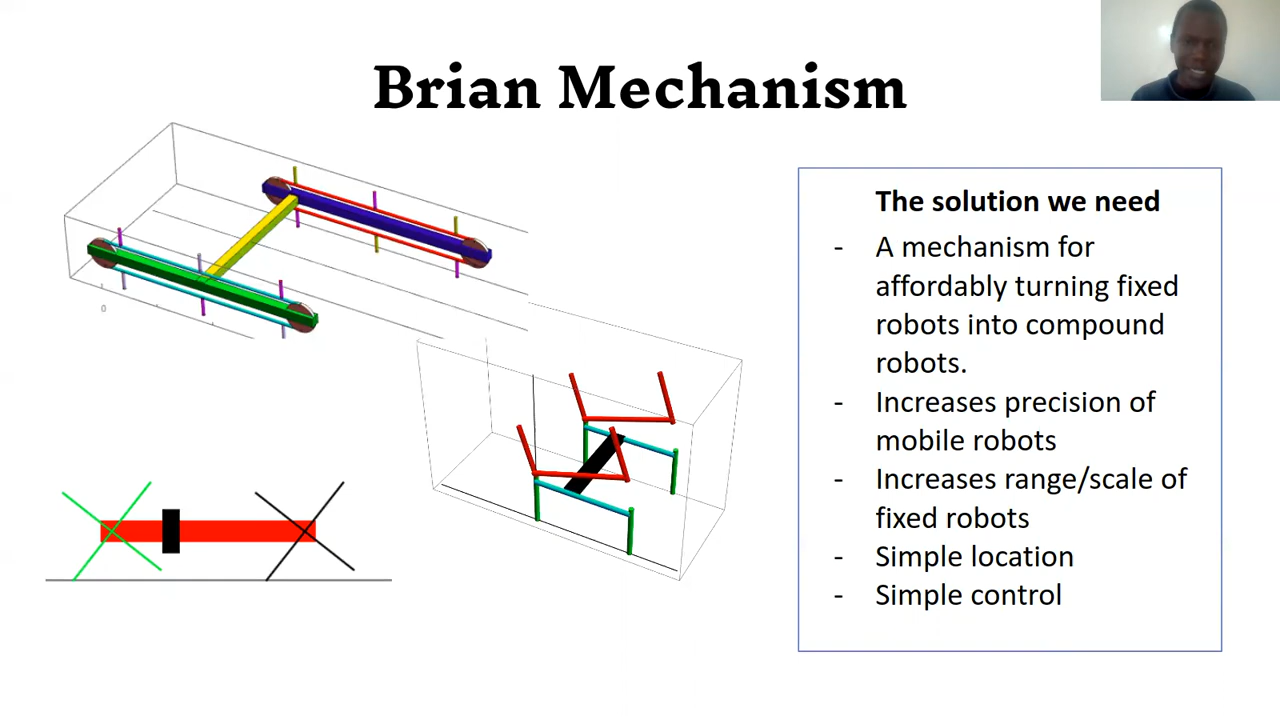 Brian Mechanism
0
The solution we need
- A mechanism for
affordably turning fixed
robots into compound
robots.
- Increases precision of
mobile robots
- Increases range/scale of
fixed robots
- Simple location
- Simple control